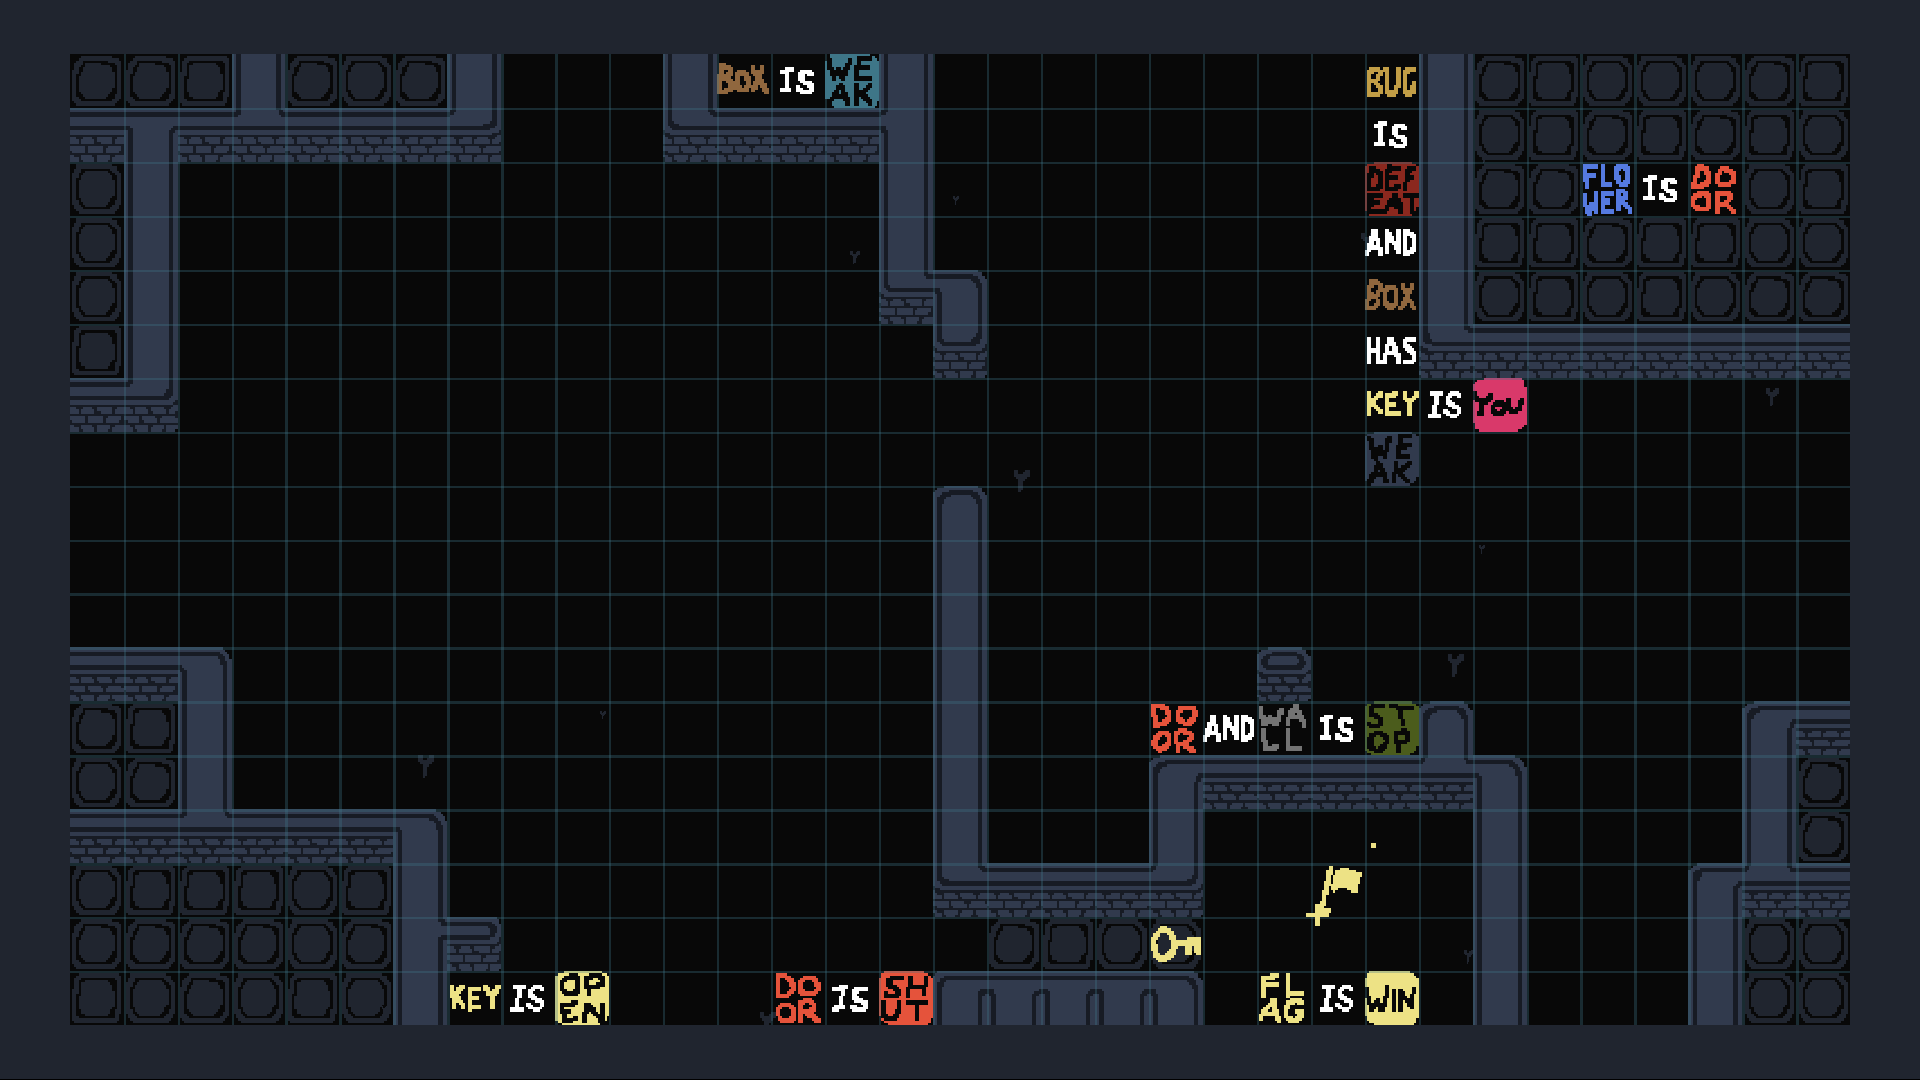 BOX IS WEAK
BUG
IS
DEFEAT
AND
BOX
HAS
KEY IS YOU
WEAK
FLOWER IS DOOR
DOOR AND WALL IS STOP
KEY IS OPEN
DOOR IS SHUT
FLAG IS WIN